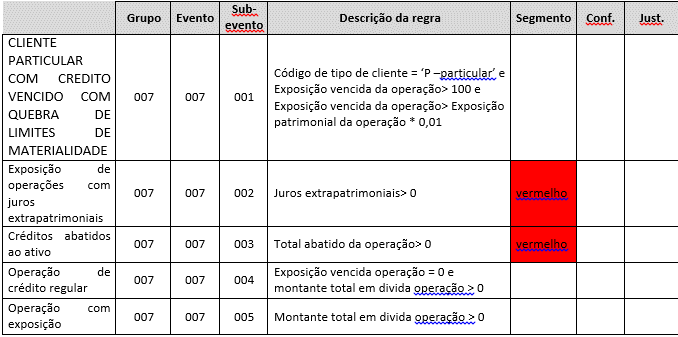 Grupo Evento Sub-evento Descrição da regra Segmento Conf. Just.
CLIENTE
PARTICULAR
COM CREDITO
VENCIDO COM
QUEBRA DE
LIMITES DE
MATERIALIDADE
007 007 001
Código de tipo de cliente = ‘P –particular’ e
Exposição vencida da operação> 100 e
Exposição vencida da operação> Exposição
patrimonial da operação * 0,01
Exposição de
operações com
juros
extrapatrimoniais
007 007 002 Juros extrapatrimoniais> 0 vermelho
Créditos abatidos
ao ativo
007 007 003 Total abatido da operação> 0 vermelho
Operação de
crédito regular
007 007 004
Exposição vencida operação = 0 e
montante total em divida operação > 0
Operação com
exposição
007 007 005 Montante total em divida operação > 0